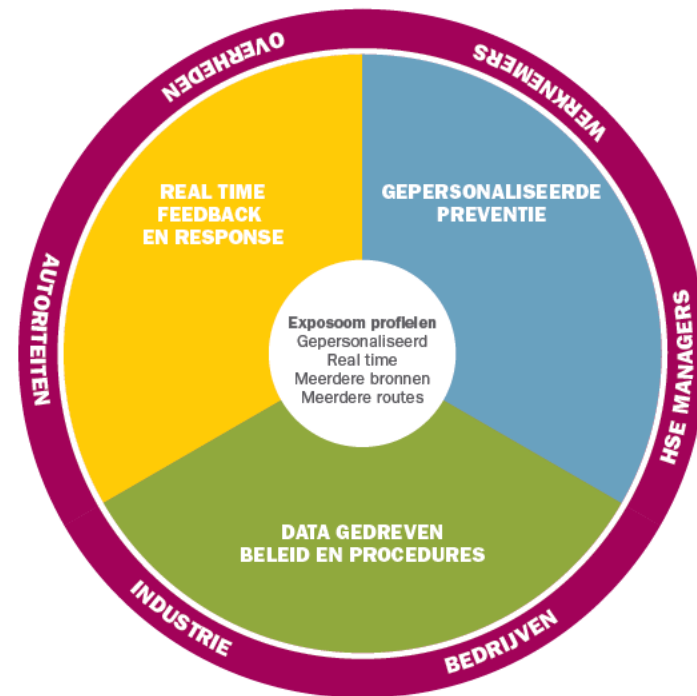 OVERHEDEN
WERKNEMERS
REAL TIME
FEEDBACK
EN RESPONSE
GEPERSONALISEERDE
PREVENTIE
AUTORITEITEN
HSE MANAGERS
Exposoom profielen
Gepersonaliseerd
Real time
Meerdere bronnen
Meerdere routes
DATA GEDREVEN
BELEID EN PROCEDURES
INDUSTRIE
BEDRIJVEN